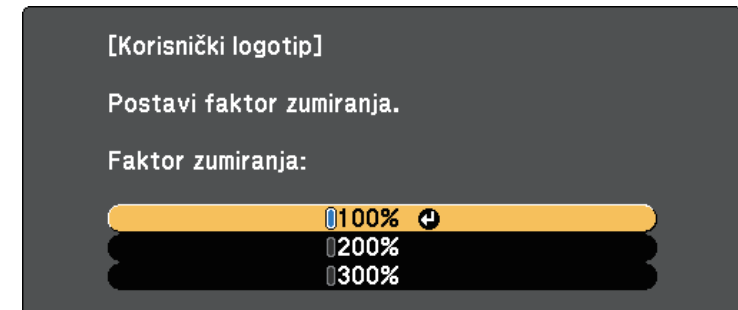 [Korisnički logotip]
Postavi faktor zumiranja.
Faktor zumiranja:
100%
200%
300%